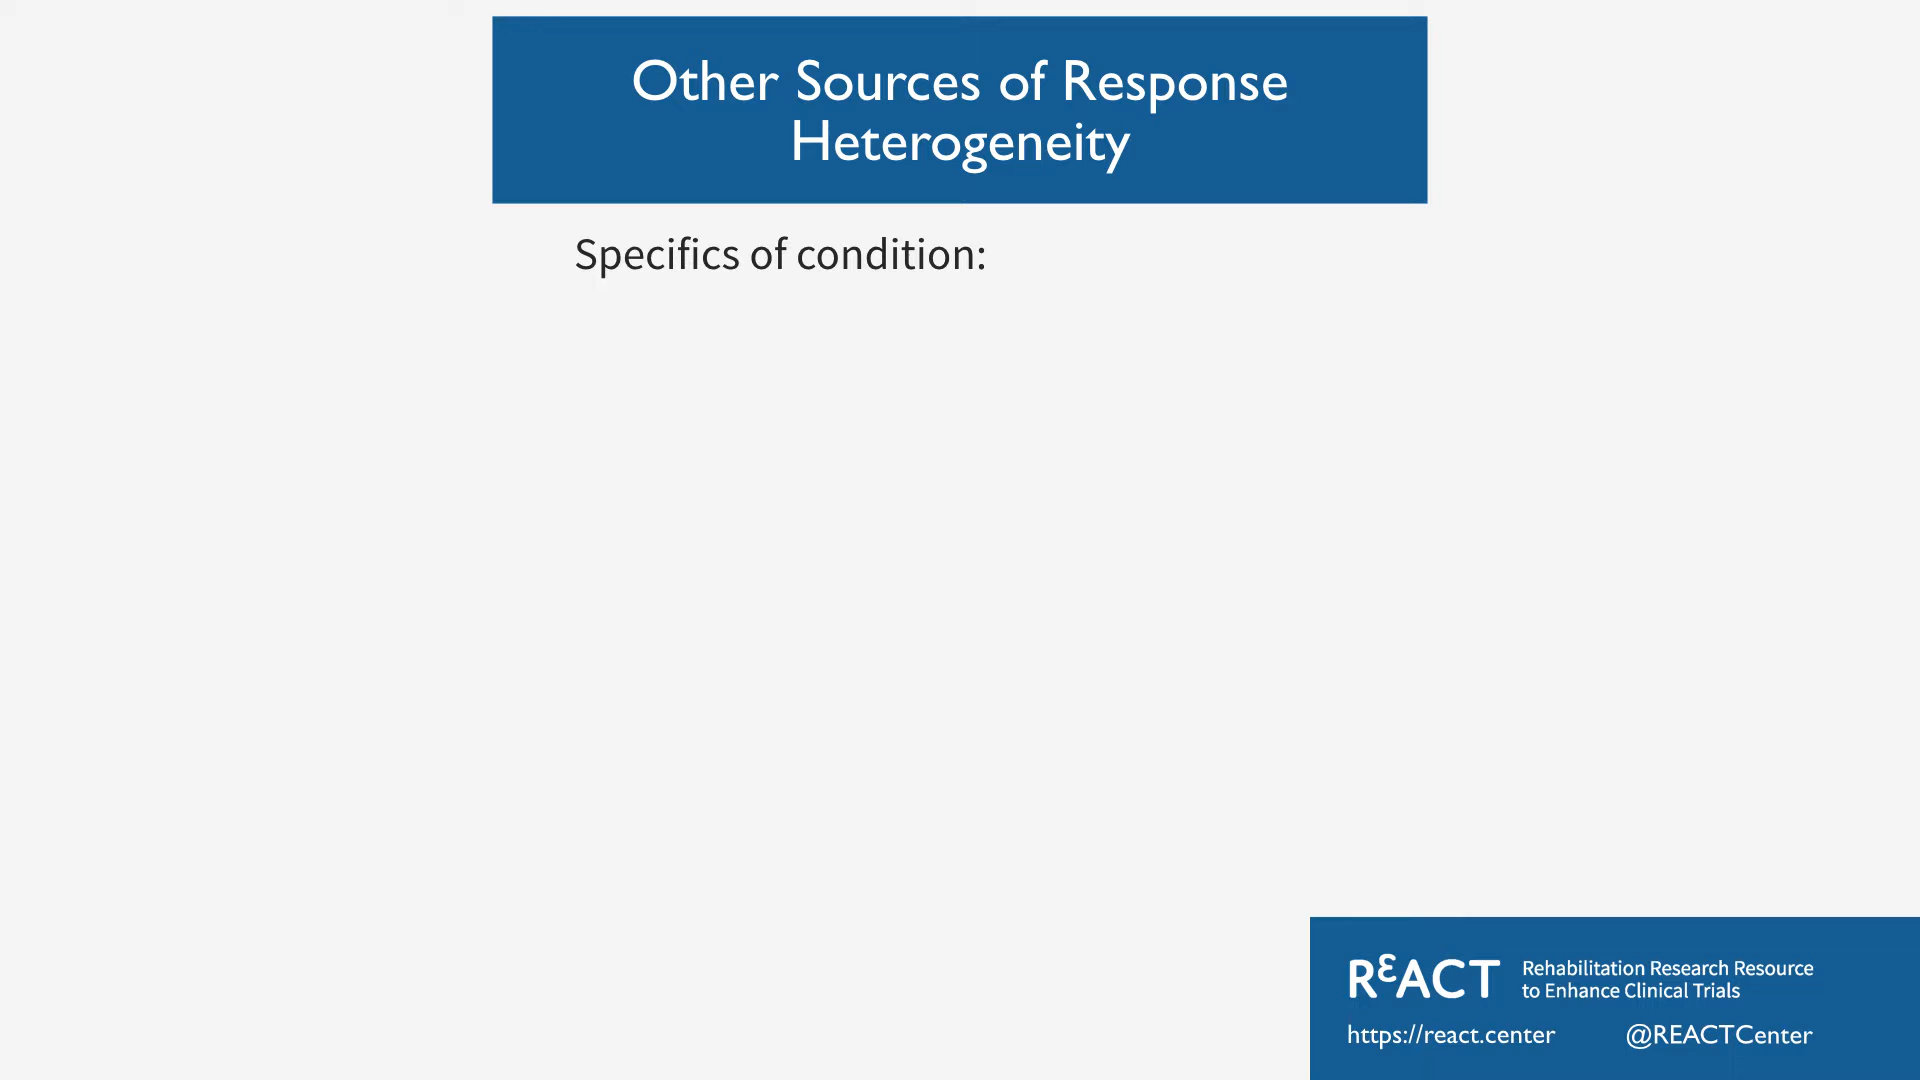 Other Sources of Response
Heterogeneity
Specifics of condition:
RƐACT
Rehabilitation Research Resource
to Enhance Clinical Trials
https://react.center
@REACTCenter